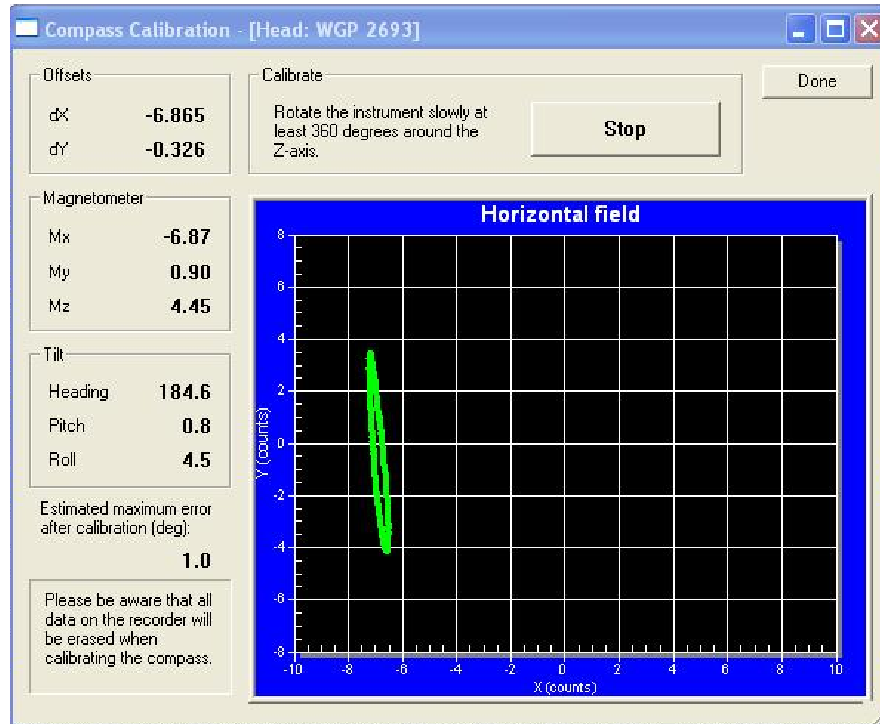 Compass Calibration - [Head: WGP 2693]
Offsets
dX -6.865
dY -0.326
Calibrate
Rotate the instrument slowly at
least 360 degrees around the
Z-axis.
Stop
Done
Magnetometer
Mx -6.87
My 0.90
Mz 4.45
Tilt
Heading 184.6
Pitch 0.8
Roll 4.5
Estimated maximum error
after calibration (deg):
1.0
Please be aware that all
data on the recorder will
be erased when
calibrating the compass.
Horizontal field
8
6
4
2
0
-2
-4
-6
-8
Y (counts)
-10 -8 -6 -4 -2 0 2 4 6 8 10
X (counts)